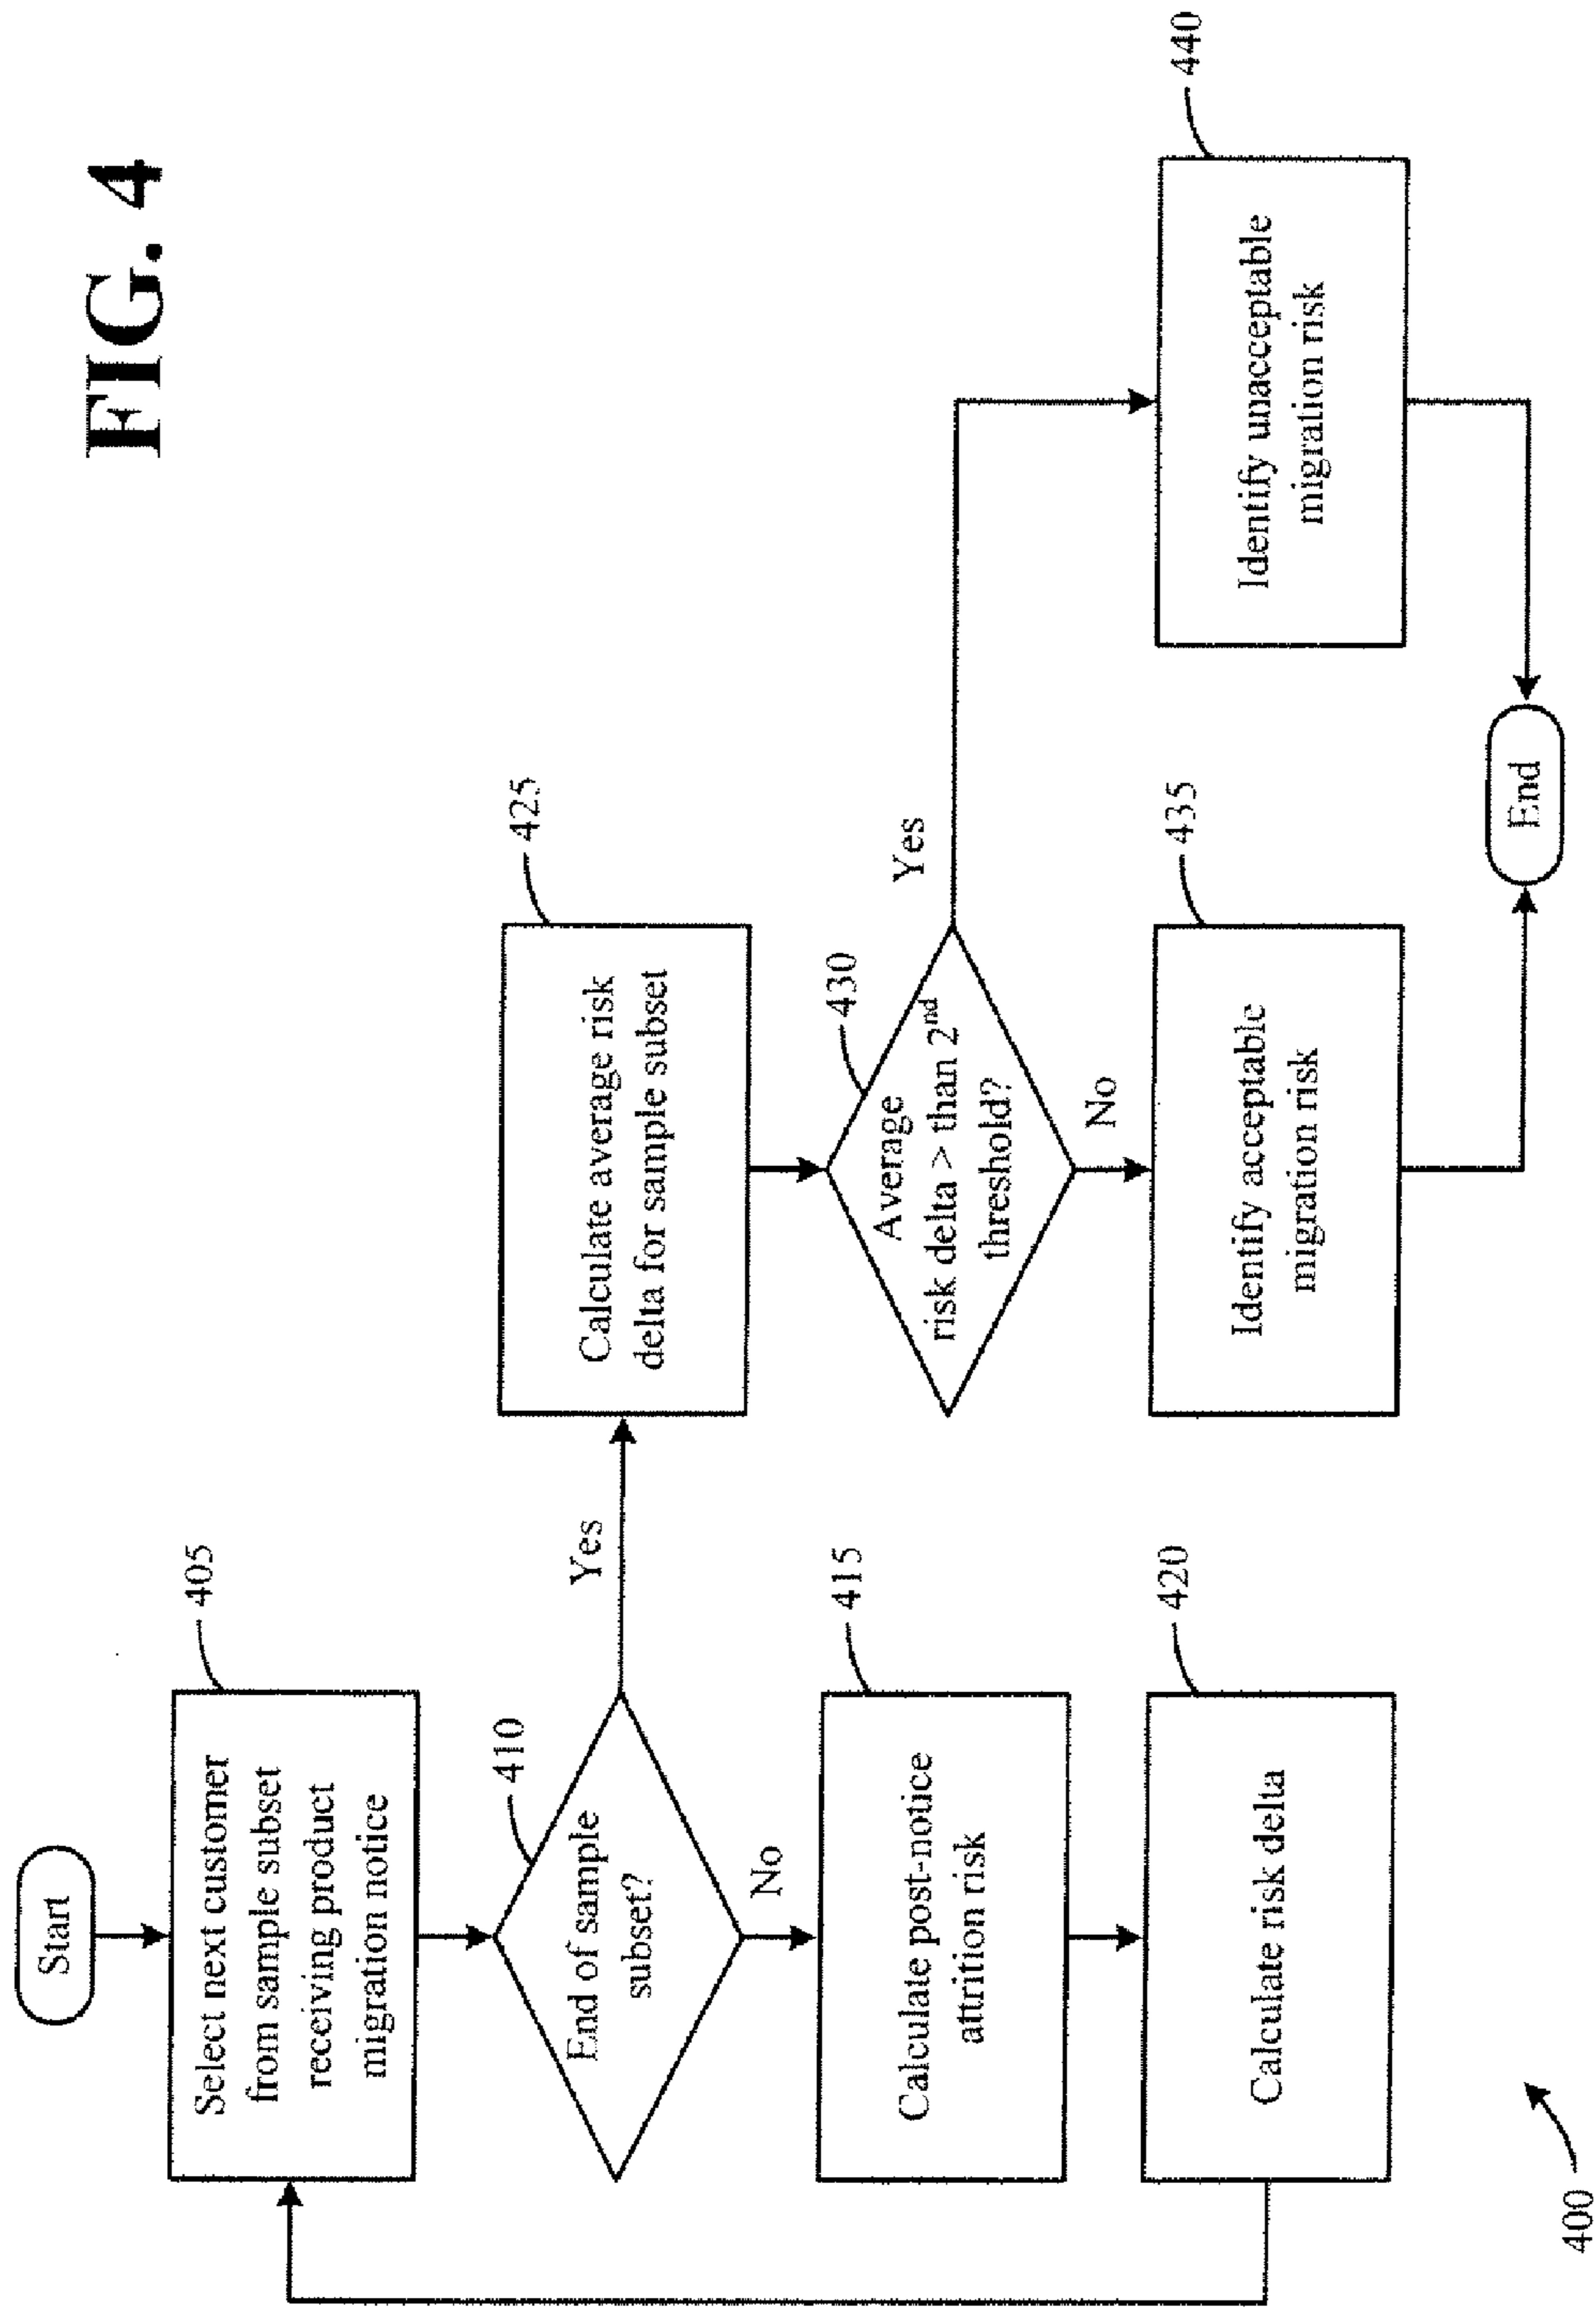 FIG. 4
Start
405
Select next customer
from sample subset
receiving product
migration notice
410
End of sample
subset?
Yes
No
415
Calculate post-notice
attrition risk
420
Calculate risk delta
400
425
Calculate average risk
delta for sample subset
430
Average
risk delta > than 2nd
threshold?
Yes
No
435
Identify acceptable
migration risk
440
Identify unacceptable
migration risk
End